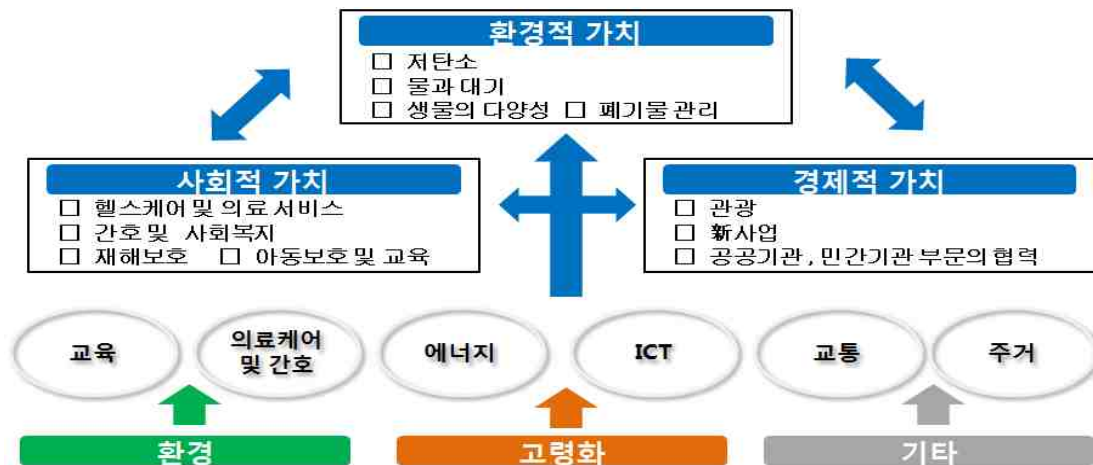 환경적 가치
□ 저탄소
□ 물과 대기
□ 생물의 다양성 □ 폐기물 관리
사회적 가치
□ 헬스케어 및 의료 서비스
□ 간호 및 사회복지
□ 재해보호 □ 아동보호 및 교육
경제적 가치
□ 관광
□ 新사업
□ 공공기관, 민간기관 부문의 협력
교육
의료케어
및 간호
에너지
ICT
교통
주거
환경
고령화
기타